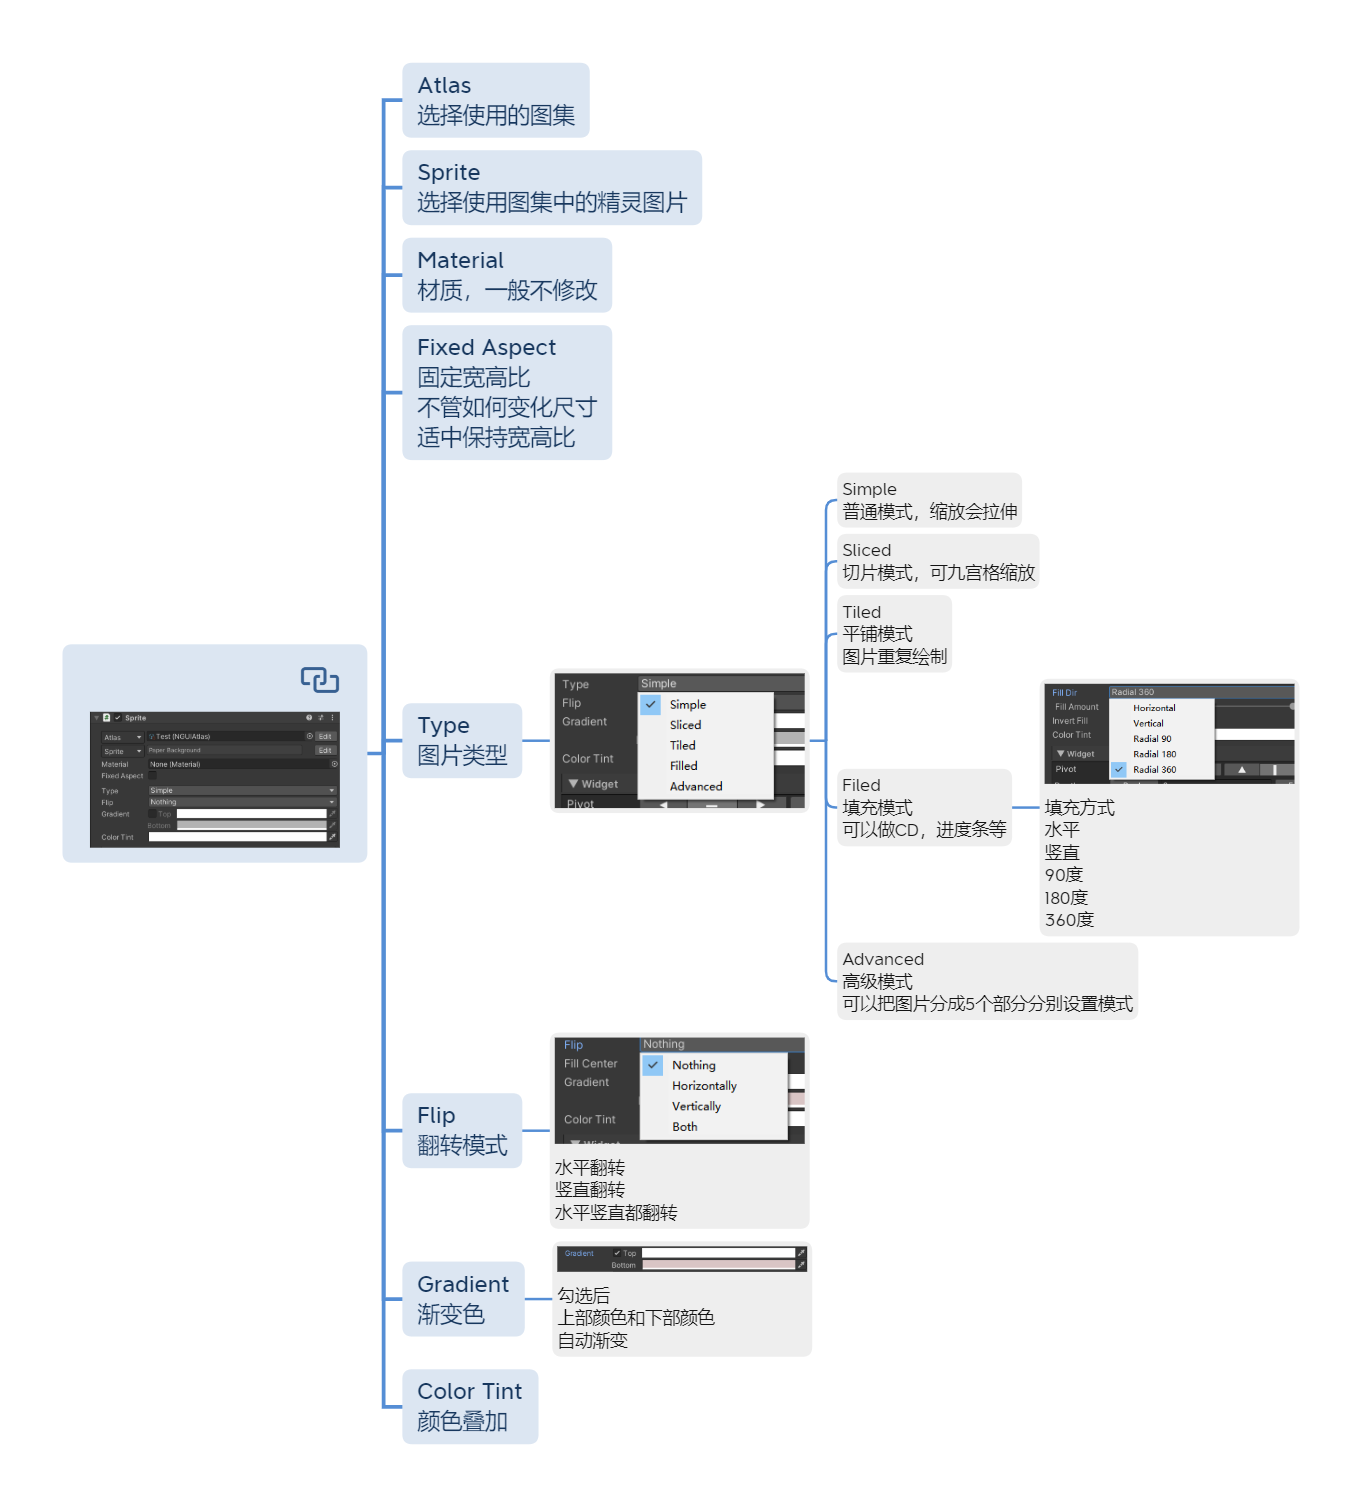 Atlas
选择使用的图集
Sprite
选择使用图集中的精灵图片
Material
材质，一般不修改
Fixed Aspect
固定宽高比
不管如何变化尺寸
适中保持宽高比
Sprite
Atlas
Test (NGUIAtlas)
Edit
Sprite
Paper Background
Edit
Material
None (Material)
Fixed Aspect
Type
Simple
Flip
Nothing
Gradient
Top
Bottom
Color Tint
Type
图片类型
Type
Simple
Flip
Gradient
Color Tint
Widget
Pivot
Simple
Sliced
Tiled
Filled
Advanced
Simple
普通模式，缩放会拉伸
Sliced
切片模式，可九宫格缩放
Tiled
平铺模式
图片重复绘制
Filed
填充模式
可以做CD，进度条等
Fill Dir
Radial 360
Fill Amount
Invert Fill
Color Tint
Widget
Pivot
Horizontal
Vertical
Radial 90
Radial 180
Radial 360
填充方式
水平
竖直
90度
180度
360度
Advanced
高级模式
可以把图片分成5个部分分别设置模式
Flip
翻转模式
Flip
Nothing
Fill Center
Gradient
Color Tint
Widget
Nothing
Horizontally
Vertically
Both
水平翻转
竖直翻转
水平竖直都翻转
Gradient
渐变色
Gradient
Top
Bottom
勾选后
上部颜色和下部颜色
自动渐变
Color Tint
颜色叠加